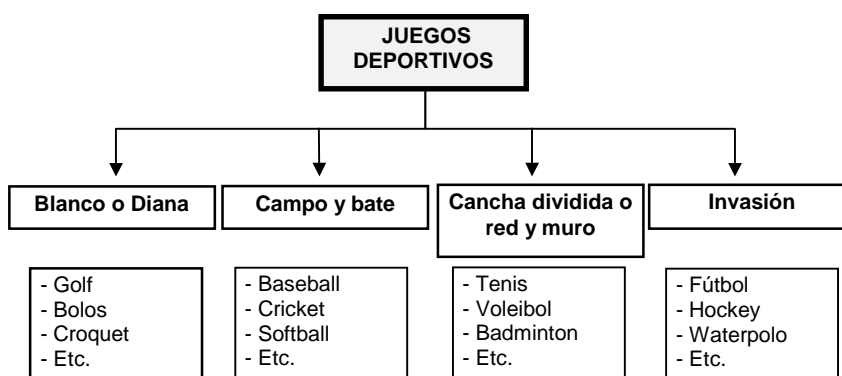 JUEGOS
DEPORTIVOS
Blanco o Diana
Campo y bate
Cancha dividida o
red y muro
Invasión
- Golf
- Bolos
- Croquet
- Etc.
- Baseball
- Cricket
- Softball
- Etc.
- Tenis
- Voleibol
- Badminton
- Etc.
- Fútbol
- Hockey
- Waterpolo
- Etc.